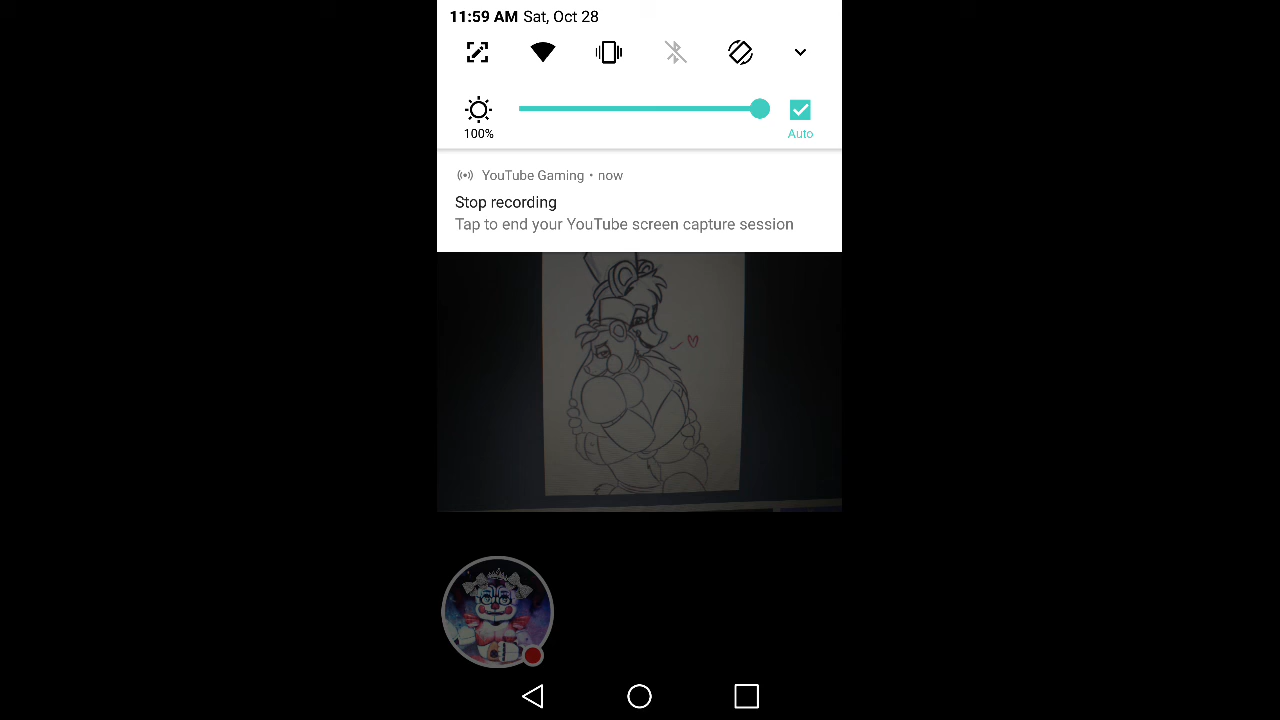 11:59 AM Sat, Oct 28
100%
Auto
YouTube Gaming • now
Stop recording
Tap to end your YouTube screen capture session